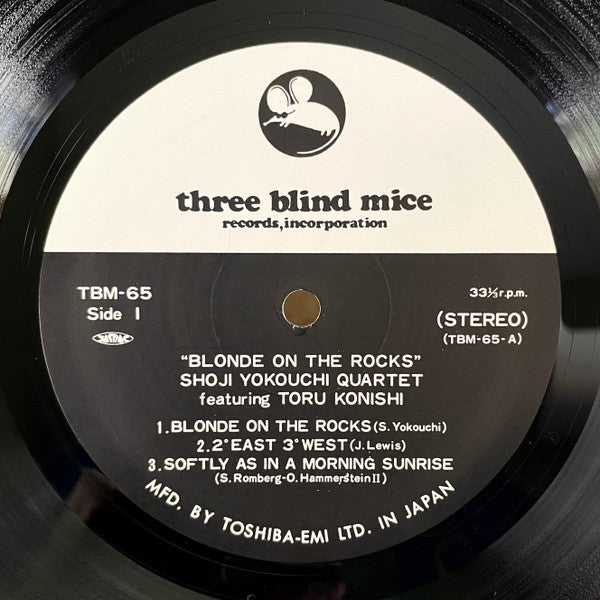 three blind mice
records, incorporation
TBM-65
33⅓ r.p.m.
Side 1
(STEREO)
(TBM-65-A)
"BLONDE ON THE ROCKS"
SHOJI YOKOUCHI QUARTET
featuring TORU KONISHI
1. BLONDE ON THE ROCKS (S. Yokouchi)
2. 2° EAST 3° WEST (J. Lewis)
3. SOFTLY AS IN A MORNING SUNRISE
(S. Romberg-O. Hammerstein II)
MFD. BY TOSHIBA-EMI LTD. IN JAPAN